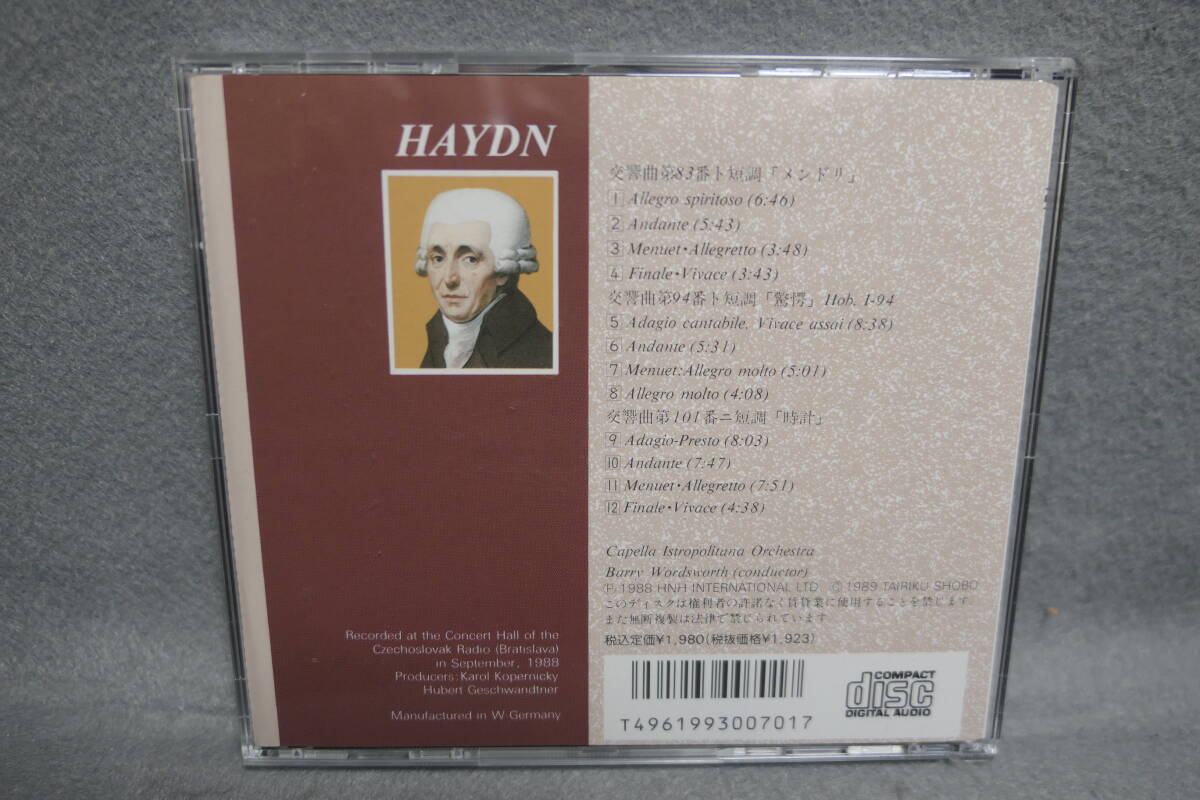 HAYDN
交響曲第83番ト短調「メンドリ」
1 Allegro spiritoso (6:46)
2 Andante (5:43)
3 Menuet・Allegretto (3:48)
4 Finale・Vivace (3:43)
交響曲第94番ト短調「驚愕」Hob. I-94
5 Adagio cantabile. Vivace assai (8:38)
6 Andante (5:31)
7 Menuet:Allegro molto (5:01)
8 Allegro molto (4:08)
交響曲第101番ニ短調「時計」
9 Adagio-Presto (8:03)
10 Andante (7:47)
11 Menuet・Allegretto (7:51)
12 Finale・Vivace (4:38)
Capella Istropolitana Orchestra
Barry Wordsworth (conductor)
Ⓟ 1988 HNH INTERNATIONAL LTD Ⓒ 1989 TAIRIKU SHOBO
このディスクは権利者の許諾なく賃貸業に使用することを禁じます
また無断複製は法律で禁じられています
税込定価¥1,980(税抜価格¥1,923)
T4961993007017
COMPACT
disc
DIGITAL AUDIO
Recorded at the Concert Hall of the
Czechoslovak Radio (Bratislava)
in September, 1988
Producers:Karol Kopernicky
Hubert Geschwandtner
Manufactured in W-Germany